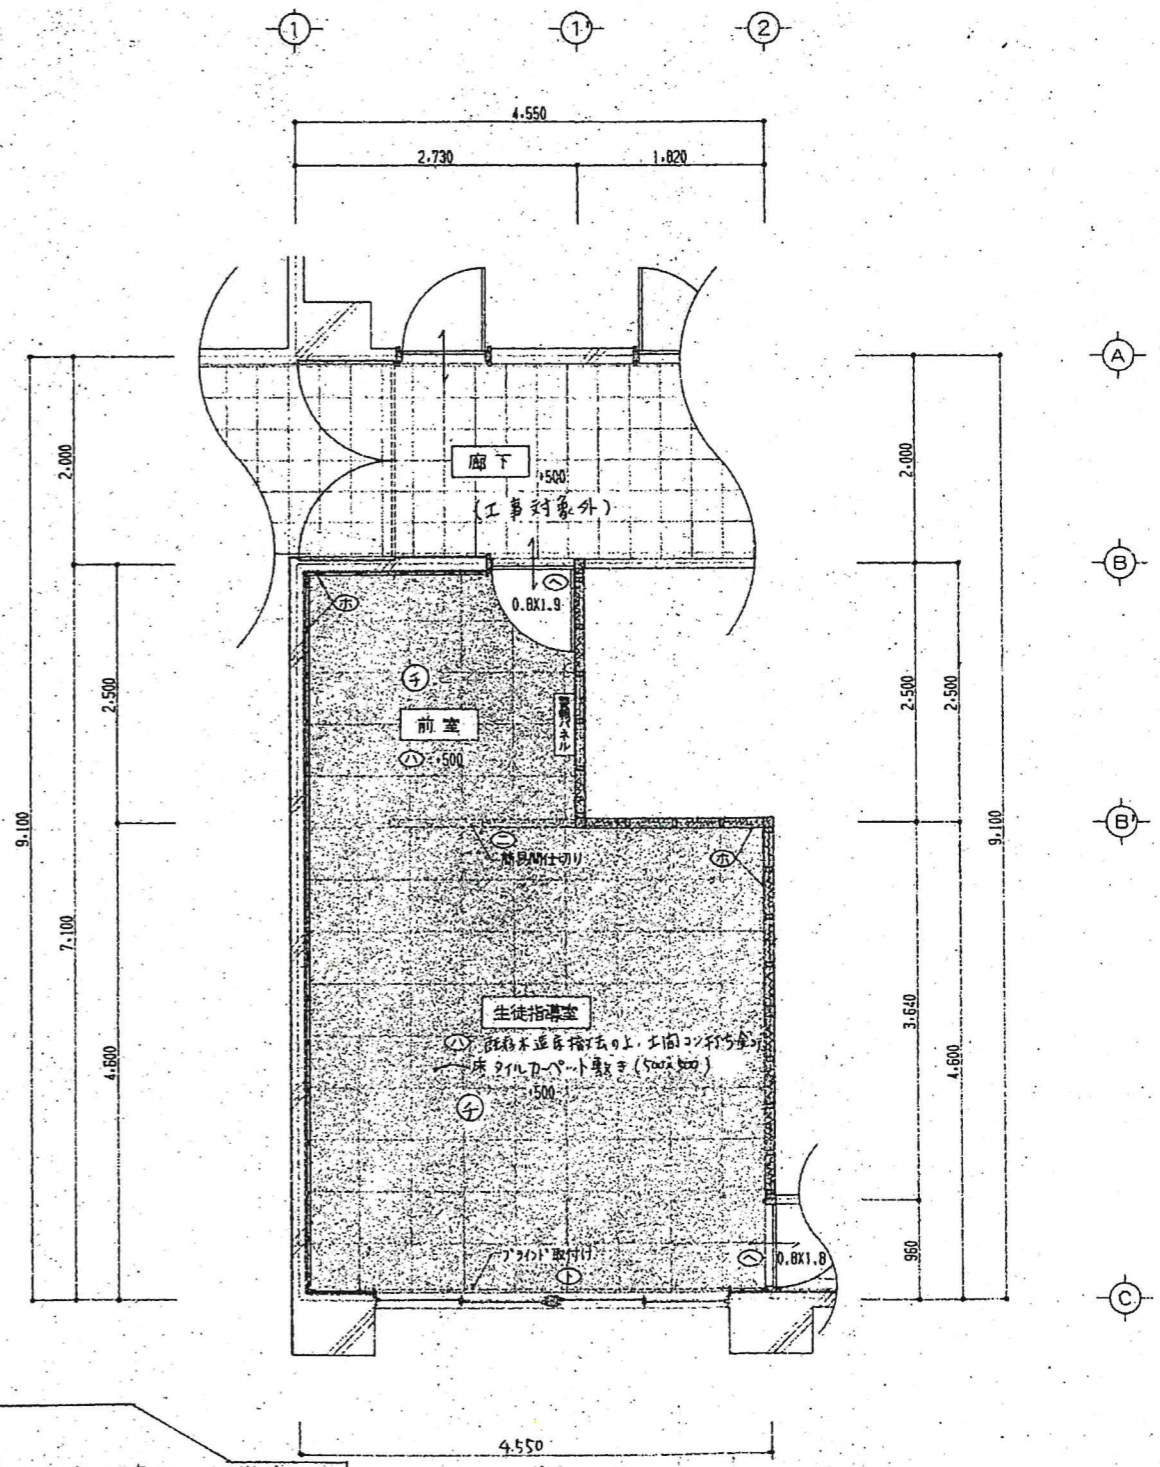 1 1' 2
4.550
2.730 1.820
A
2.000 2.000
廊下
+500
(工事対象外)
B
ヘ
0.8X1.9
ホ
2.500 2.500 2.500
チ
前室
パネル
ハ +500
9.100 9.100
B'
ニ
簡易間仕切り
ホ
7.100
4.600 3.640 4.600
生徒指導室
ハ 既存木造床撤去の上、土間コン打ち
床タイルカーペット敷き(500x500)
+500
チ
960
ブラインド取付け
ヘ 0.8X1.8
ト
C
4.550